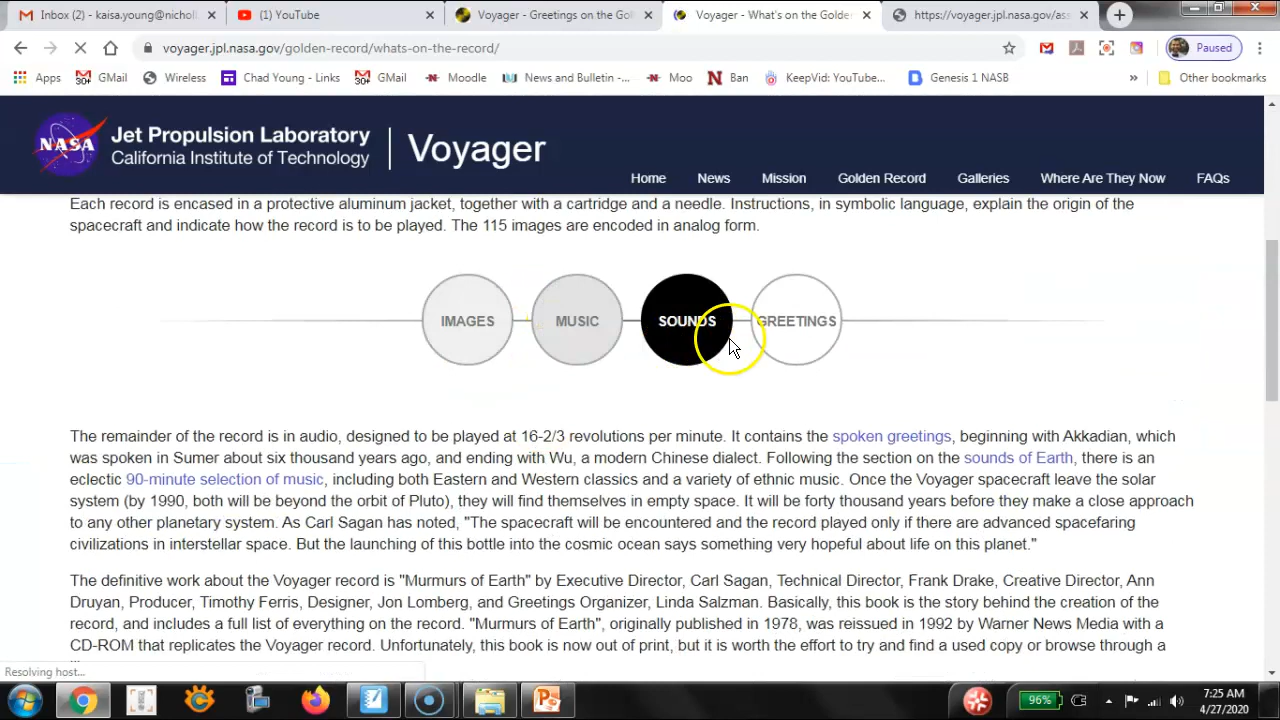 Inbox (2) - kaisa.young@nicholl
(1) YouTube
Voyager - Greetings on the Gol
Voyager - What's on the Golde
https://voyager.jpl.nasa.gov/ass
voyager.jpl.nasa.gov/golden-record/whats-on-the-record/
Paused
Apps
30+ GMail
Wireless
Chad Young - Links
30+ GMail
Moodle
News and Bulletin -...
Moo
Ban
KeepVid: YouTube...
Genesis 1 NASB
»
Other bookmarks
NASA
Jet Propulsion Laboratory
California Institute of Technology
Voyager
Home News Mission Golden Record Galleries Where Are They Now FAQs
Each record is encased in a protective aluminum jacket, together with a cartridge and a needle. Instructions, in symbolic language, explain the origin of the
spacecraft and indicate how the record is to be played. The 115 images are encoded in analog form.
IMAGES MUSIC SOUNDS GREETINGS
The remainder of the record is in audio, designed to be played at 16-2/3 revolutions per minute. It contains the spoken greetings, beginning with Akkadian, which
was spoken in Sumer about six thousand years ago, and ending with Wu, a modern Chinese dialect. Following the section on the sounds of Earth, there is an
eclectic 90-minute selection of music, including both Eastern and Western classics and a variety of ethnic music. Once the Voyager spacecraft leave the solar
system (by 1990, both will be beyond the orbit of Pluto), they will find themselves in empty space. It will be forty thousand years before they make a close approach
to any other planetary system. As Carl Sagan has noted, "The spacecraft will be encountered and the record played only if there are advanced spacefaring
civilizations in interstellar space. But the launching of this bottle into the cosmic ocean says something very hopeful about life on this planet."
The definitive work about the Voyager record is "Murmurs of Earth" by Executive Director, Carl Sagan, Technical Director, Frank Drake, Creative Director, Ann
Druyan, Producer, Timothy Ferris, Designer, Jon Lomberg, and Greetings Organizer, Linda Salzman. Basically, this book is the story behind the creation of the
record, and includes a full list of everything on the record. "Murmurs of Earth", originally published in 1978, was reissued in 1992 by Warner News Media with a
CD-ROM that replicates the Voyager record. Unfortunately, this book is now out of print, but it is worth the effort to try and find a used copy or browse through a
Resolving host...
96%
7:25 AM
4/27/2020